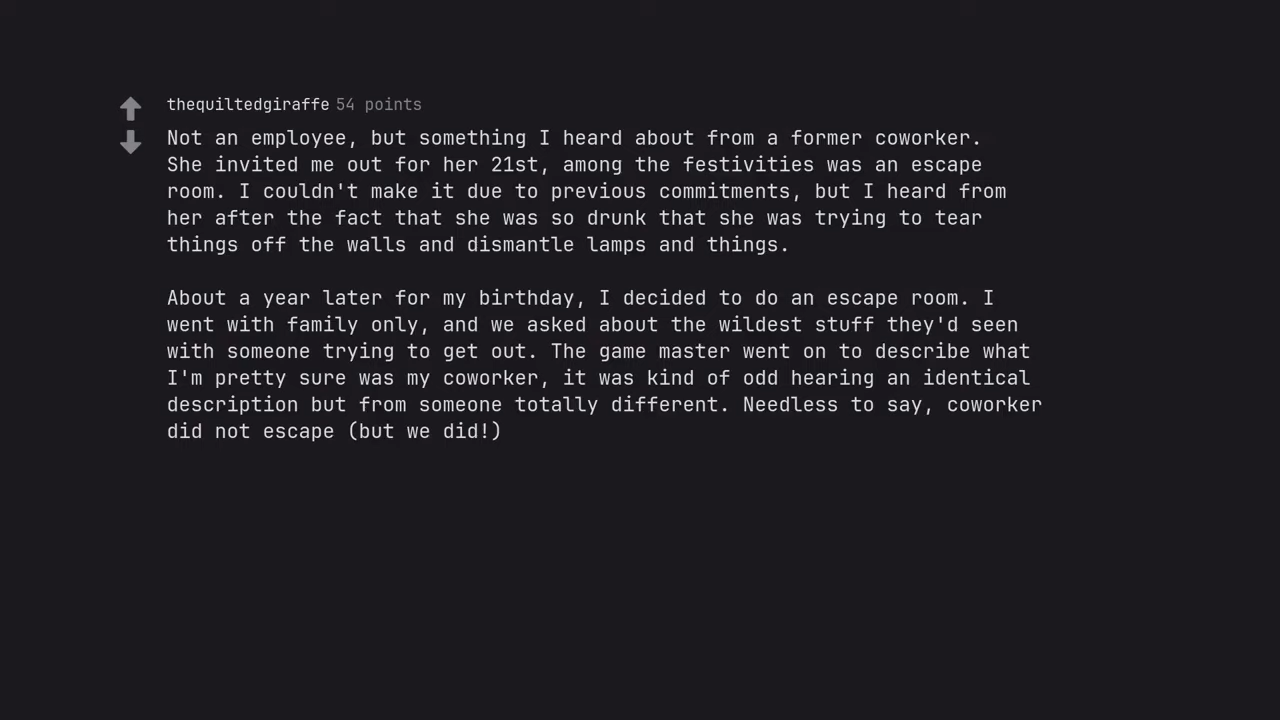 thequiltedgiraffe 54 points
Not an employee, but something I heard about from a former coworker.
She invited me out for her 21st, among the festivities was an escape
room. I couldn't make it due to previous commitments, but I heard from
her after the fact that she was so drunk that she was trying to tear
things off the walls and dismantle lamps and things.
About a year later for my birthday, I decided to do an escape room. I
went with family only, and we asked about the wildest stuff they'd seen
with someone trying to get out. The game master went on to describe what
I'm pretty sure was my coworker, it was kind of odd hearing an identical
description but from someone totally different. Needless to say, coworker
did not escape (but we did!)